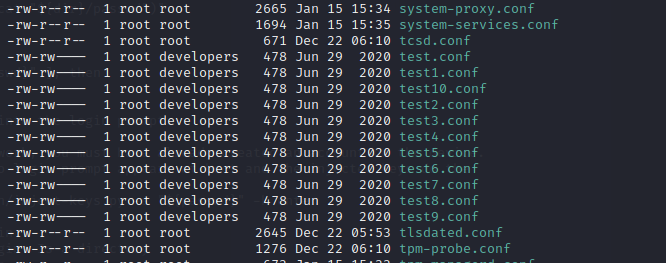 -rw-r--r-- 1 root root 2665 Jan 15 15:34 system-proxy.conf
-rw-r--r-- 1 root root 1694 Jan 15 15:35 system-services.conf
-rw-r--r-- 1 root root 671 Dec 22 06:10 tcsd.conf
-rw-rw---- 1 root developers 478 Jun 29 2020 test.conf
-rw-rw---- 1 root developers 478 Jun 29 2020 test1.conf
-rw-rw---- 1 root developers 478 Jun 29 2020 test10.conf
-rw-rw---- 1 root developers 478 Jun 29 2020 test2.conf
-rw-rw---- 1 root developers 478 Jun 29 2020 test3.conf
-rw-rw---- 1 root developers 478 Jun 29 2020 test4.conf
-rw-rw---- 1 root developers 478 Jun 29 2020 test5.conf
-rw-rw---- 1 root developers 478 Jun 29 2020 test6.conf
-rw-rw---- 1 root developers 478 Jun 29 2020 test7.conf
-rw-rw---- 1 root developers 478 Jun 29 2020 test8.conf
-rw-rw---- 1 root developers 478 Jun 29 2020 test9.conf
-rw-r--r-- 1 root root 2645 Dec 22 05:53 tlsdated.conf
-rw-r--r-- 1 root root 1276 Dec 22 06:10 tpm-probe.conf